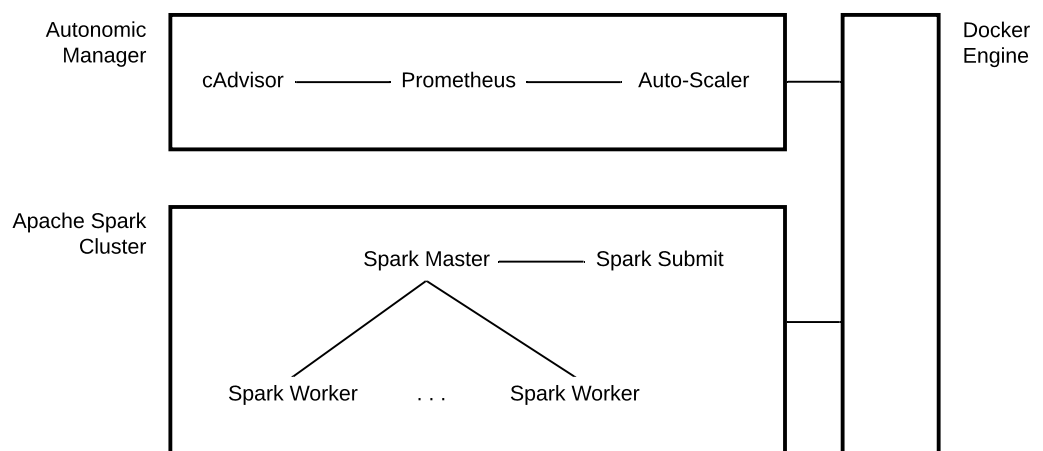 Autonomic
Manager
cAdvisor Prometheus Auto-Scaler
Docker
Engine
Apache Spark
Cluster
Spark Master Spark Submit
Spark Worker . . . Spark Worker